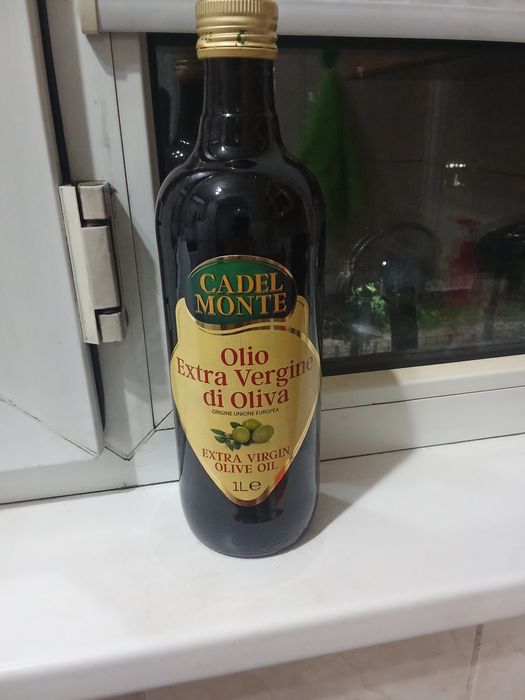 CADEL
MONTE
Olio
Extra Vergine
di Oliva
ORIGINE UNIONE EUROPEA
EXTRA VIRGIN
OLIVE OIL
1L℮